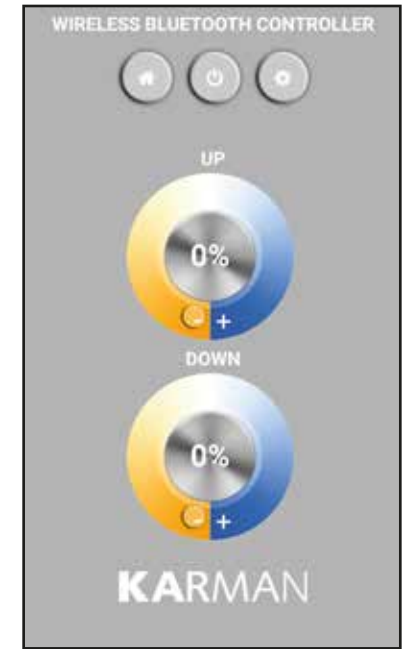 WIRELESS BLUETOOTH CONTROLLER
UP
0%
- +
DOWN
0%
- +
KARMAN